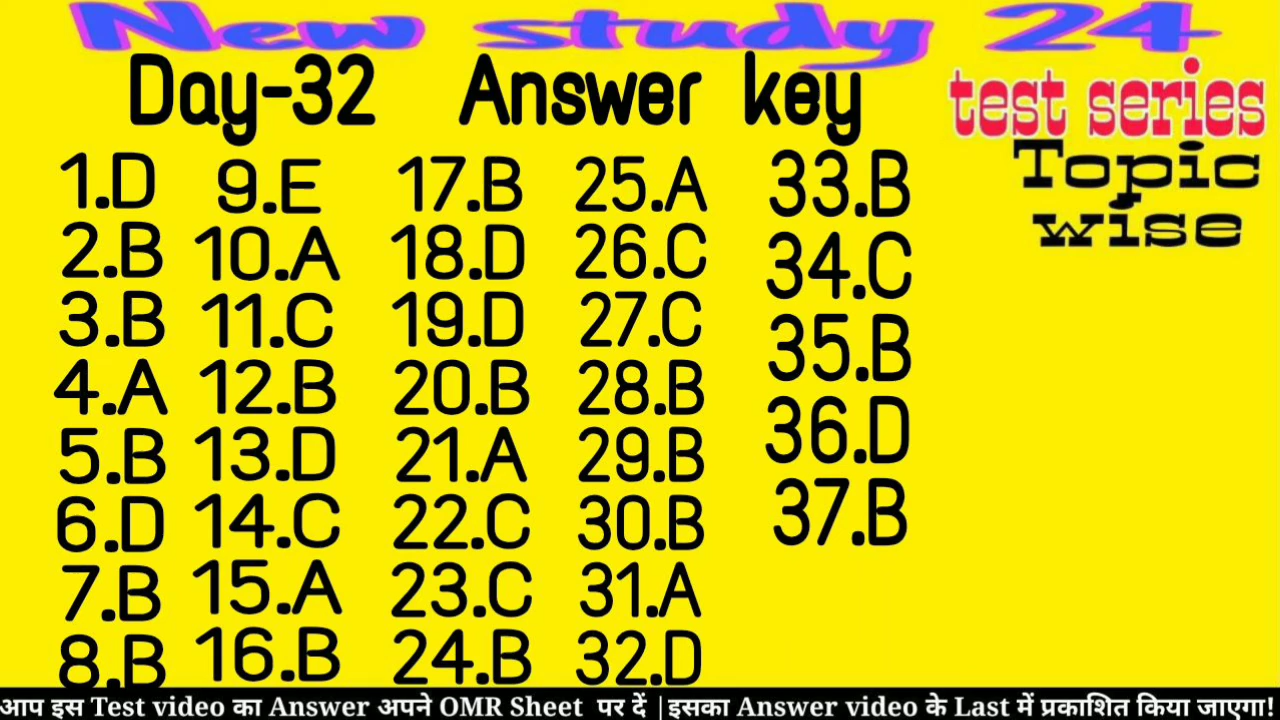 New study 24
Day-32 Answer key
test series
Topic
wise
1.D
2.B
3.B
4.A
5.B
6.D
7.B
8.B
9.E
10.A
11.C
12.B
13.D
14.C
15.A
16.B
17.B
18.D
19.D
20.B
21.A
22.C
23.C
24.B
25.A
26.C
27.C
28.B
29.B
30.B
31.A
32.D
33.B
34.C
35.B
36.D
37.B
आप इस Test video का Answer अपने OMR Sheet पर दें |इसका Answer video के Last में प्रकाशित किया जाएगा!